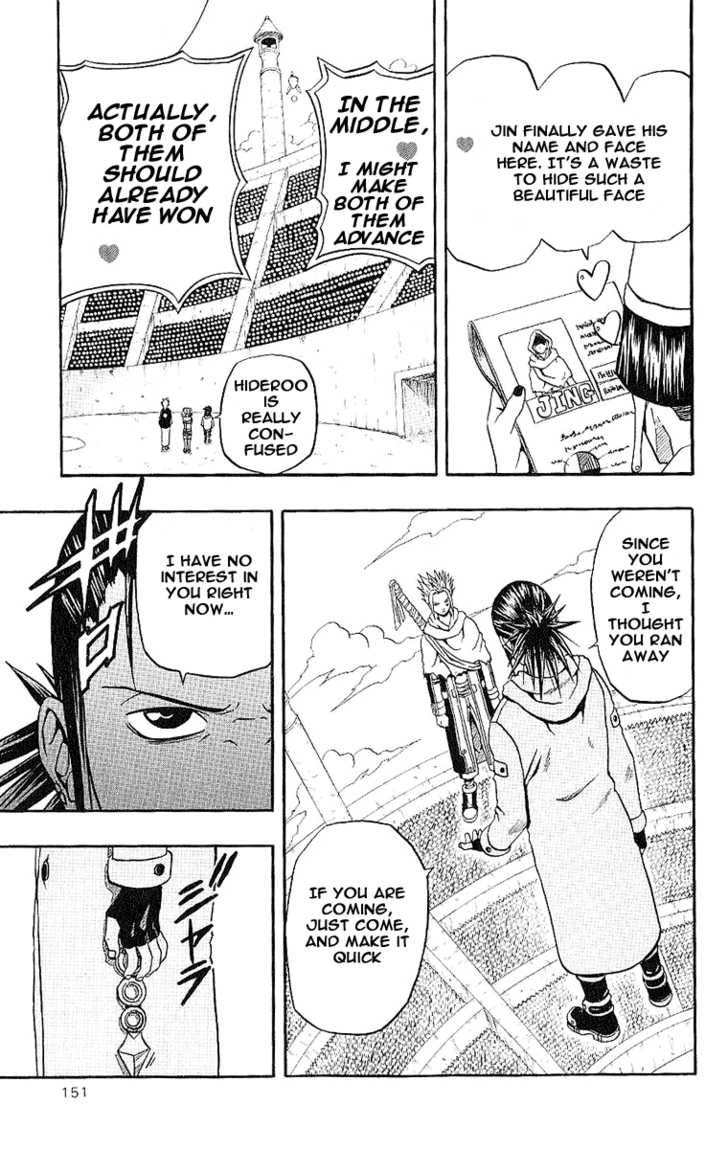 JIN FINALLY GAVE HIS
NAME AND FACE
HERE. IT'S A WASTE
TO HIDE SUCH A
BEAUTIFUL FACE
JING
IN THE
MIDDLE,
I MIGHT
MAKE
BOTH OF
THEM
ADVANCE
ACTUALLY,
BOTH OF
THEM
SHOULD
ALREADY
HAVE WON
HIDEROO
IS
REALLY
CON-
FUSED
SINCE
YOU
WEREN'T
COMING,
I
THOUGHT
YOU RAN
AWAY
IF YOU ARE
COMING,
JUST COME,
AND MAKE IT
QUICK
I HAVE NO
INTEREST IN
YOU RIGHT
NOW...
ジャラ
151